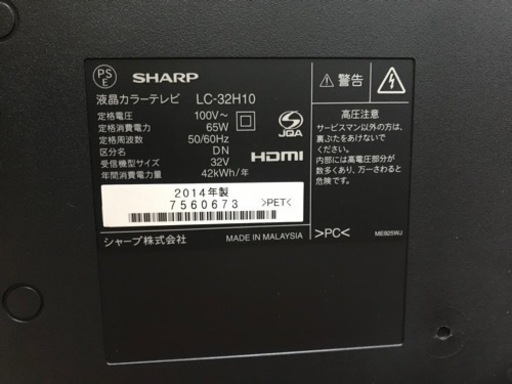 PSE SHARP
液晶カラーテレビ LC-32H10
定格電圧 100V～
定格消費電力 65W
定格周波数 50/60Hz
区分名 DN
受信機型サイズ 32V
年間消費電力量 42kWh/年
JQA
HDMI
2014年製
7560673 >PET<
シャープ株式会社 MADE IN MALAYSIA
警告
高圧注意
サービスマン以外の方は、
裏ぶたをあけないで
ください。
内部には高電圧部分が
数多くあり、万一さわると
危険です。
>PC< ME925WJ